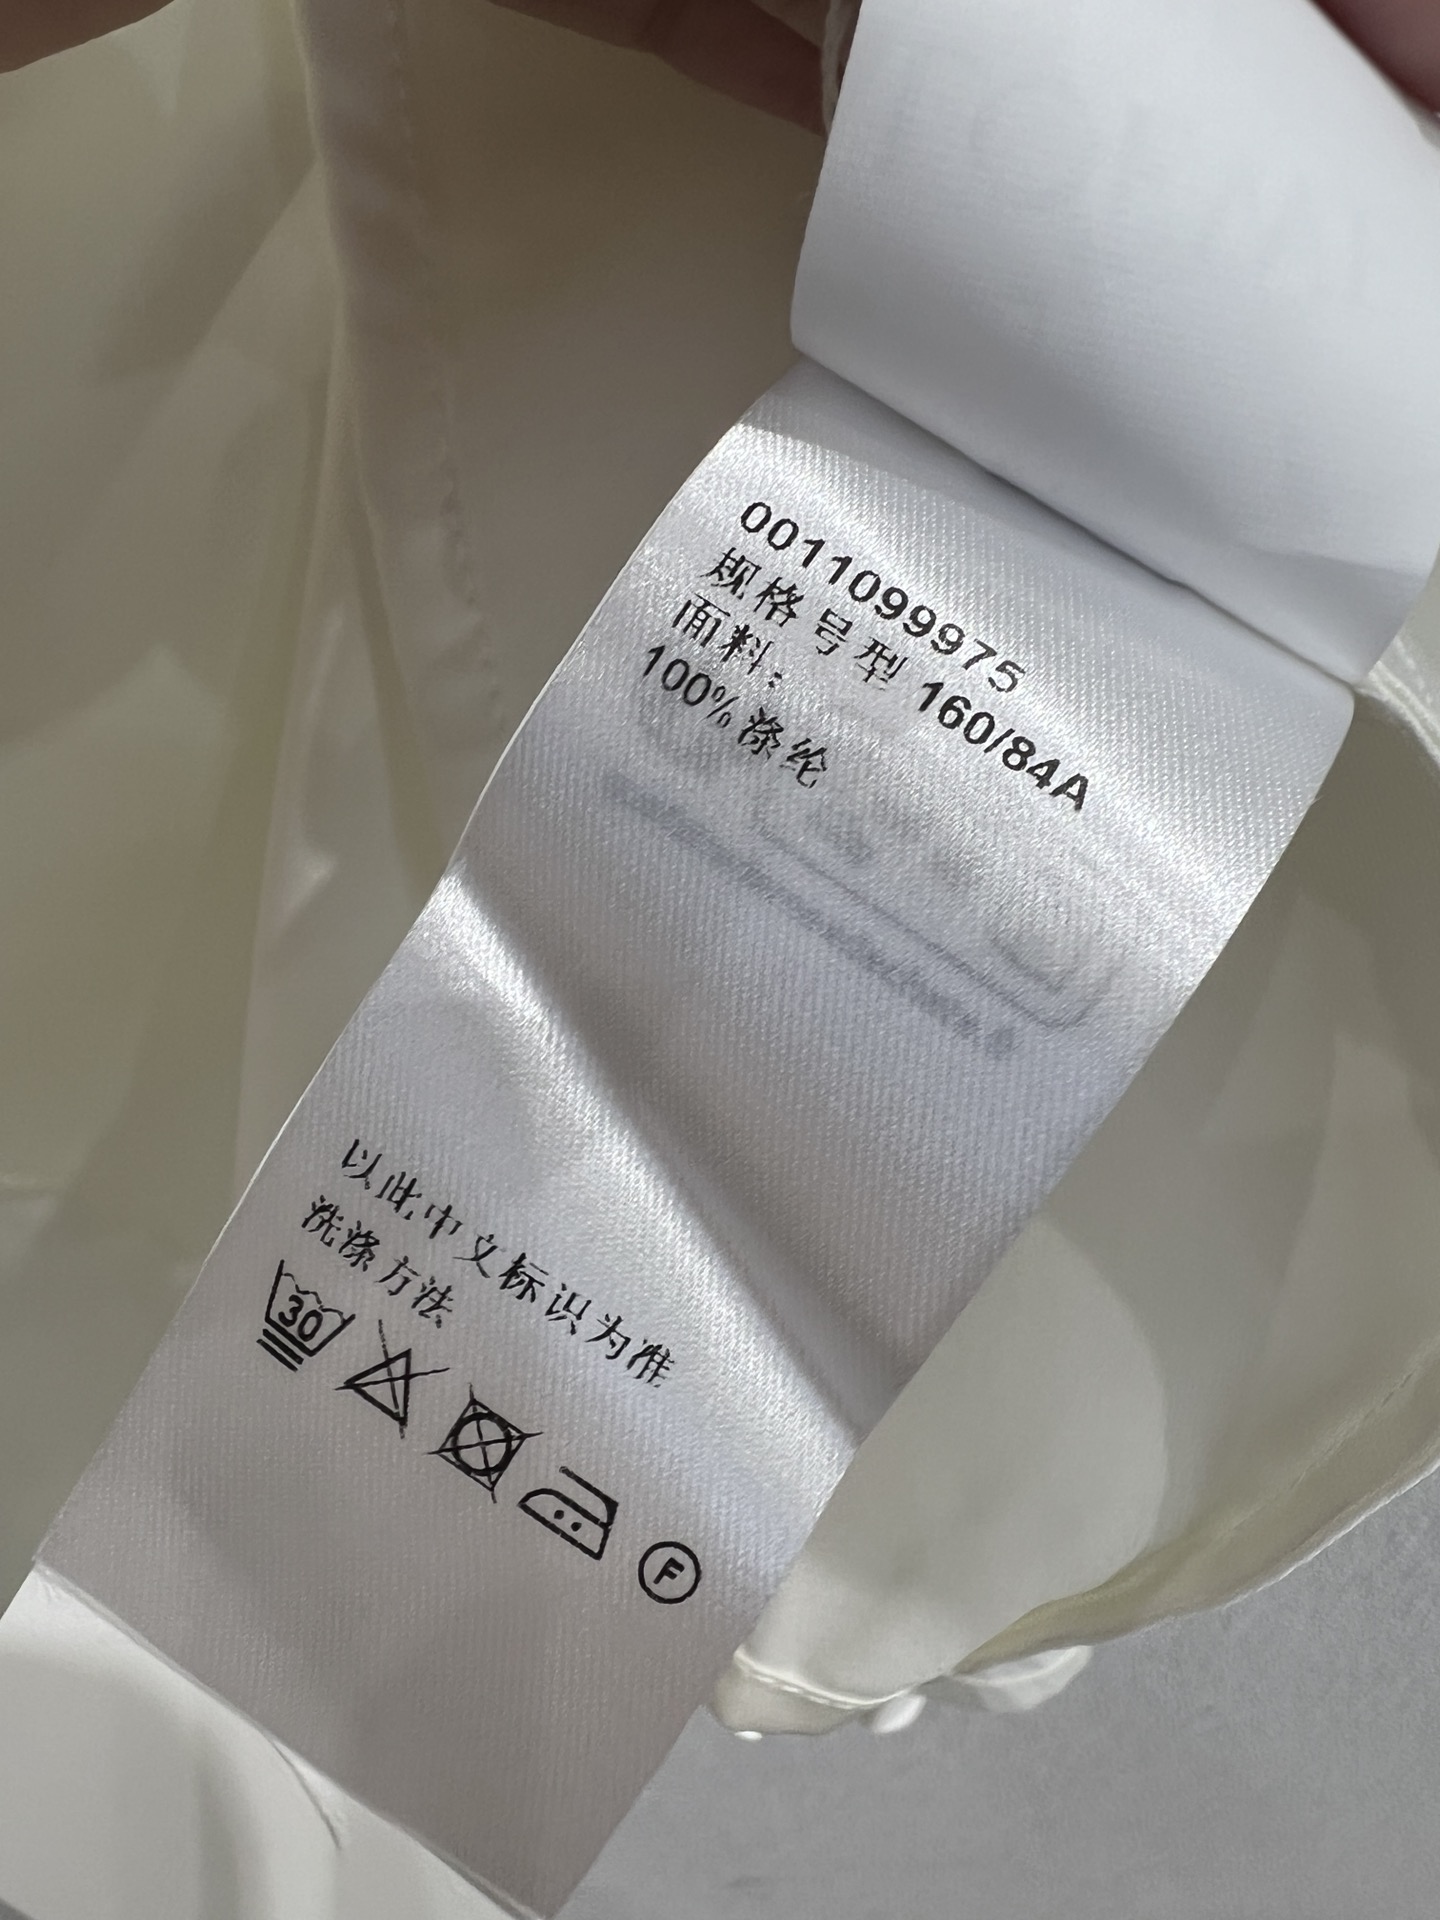 0011099975
规格号型 160/84A
面料:
100%涤纶
以此中文标识为准
洗涤方法
30
F